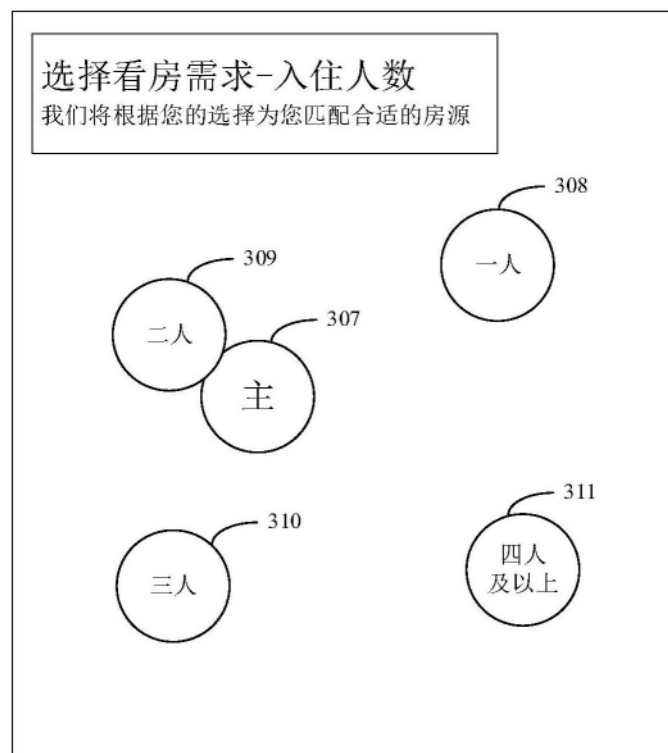 选择看房需求-入住人数
我们将根据您的选择为您匹配合适的房源
308
一人
309
二人
307
主
310
三人
311
四人
及以上